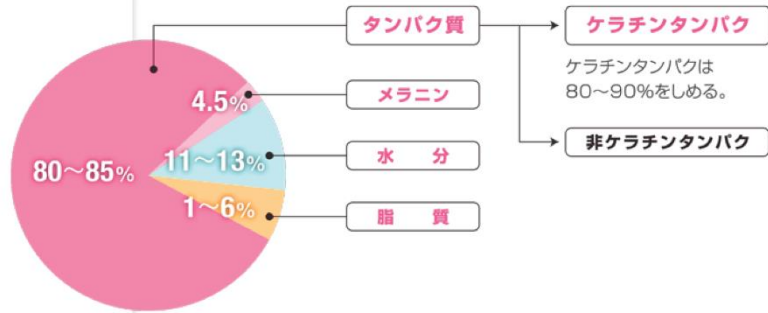 タンパク質
ケラチンタンパク
ケラチンタンパクは
80〜90%をしめる。
4.5%
メラニン
非ケラチンタンパク
80〜85%
11〜13%
水 分
1〜6%
脂 質